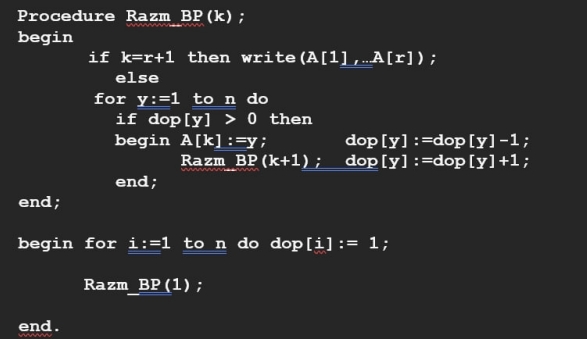 Procedure Razm_BP(k);
begin
if k=r+1 then write(A[1],…A[r]);
else
for y:=1 to n do
if dop[y] > 0 then
begin A[k]:=y; dop[y]:=dop[y]-1;
Razm_BP(k+1); dop[y]:=dop[y]+1;
end;
end;
begin for i:=1 to n do dop[i]:= 1;
Razm_BP(1);
end.